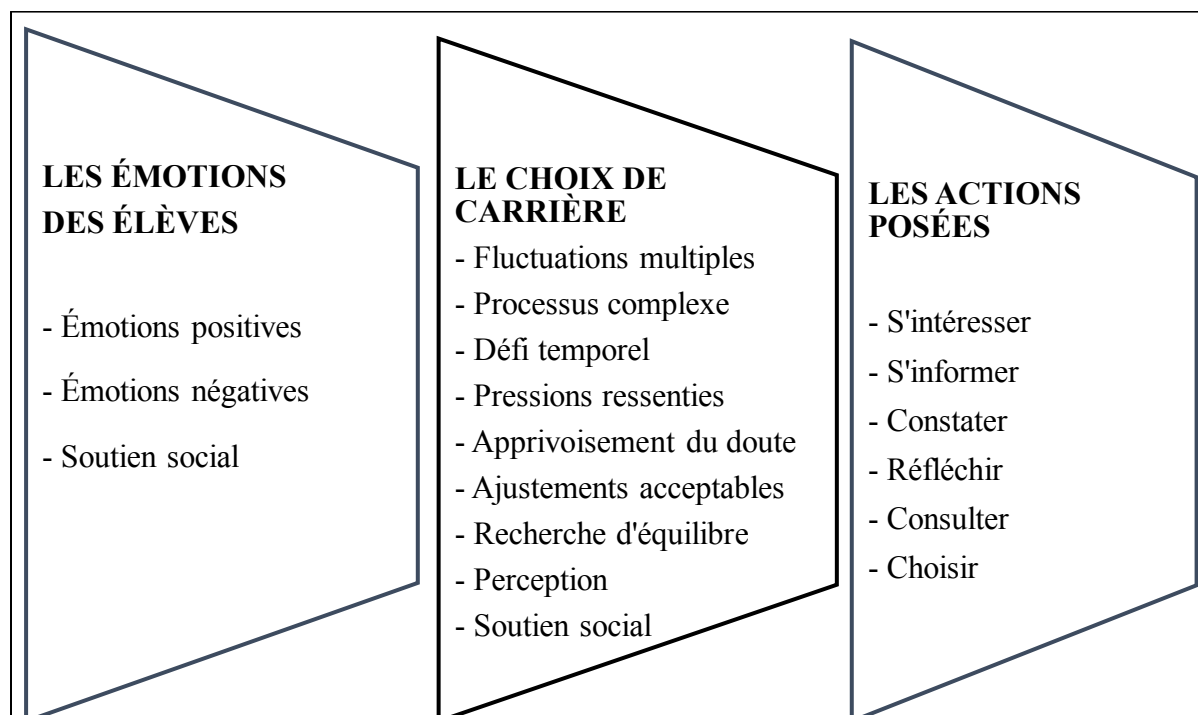 LES ÉMOTIONS
DES ÉLÈVES
- Émotions positives
- Émotions négatives
- Soutien social
LE CHOIX DE
CARRIÈRE
- Fluctuations multiples
- Processus complexe
- Défi temporel
- Pressions ressenties
- Apprivoisement du doute
- Ajustements acceptables
- Recherche d'équilibre
- Perception
- Soutien social
LES ACTIONS
POSÉES
- S'intéresser
- S'informer
- Constater
- Réfléchir
- Consulter
- Choisir